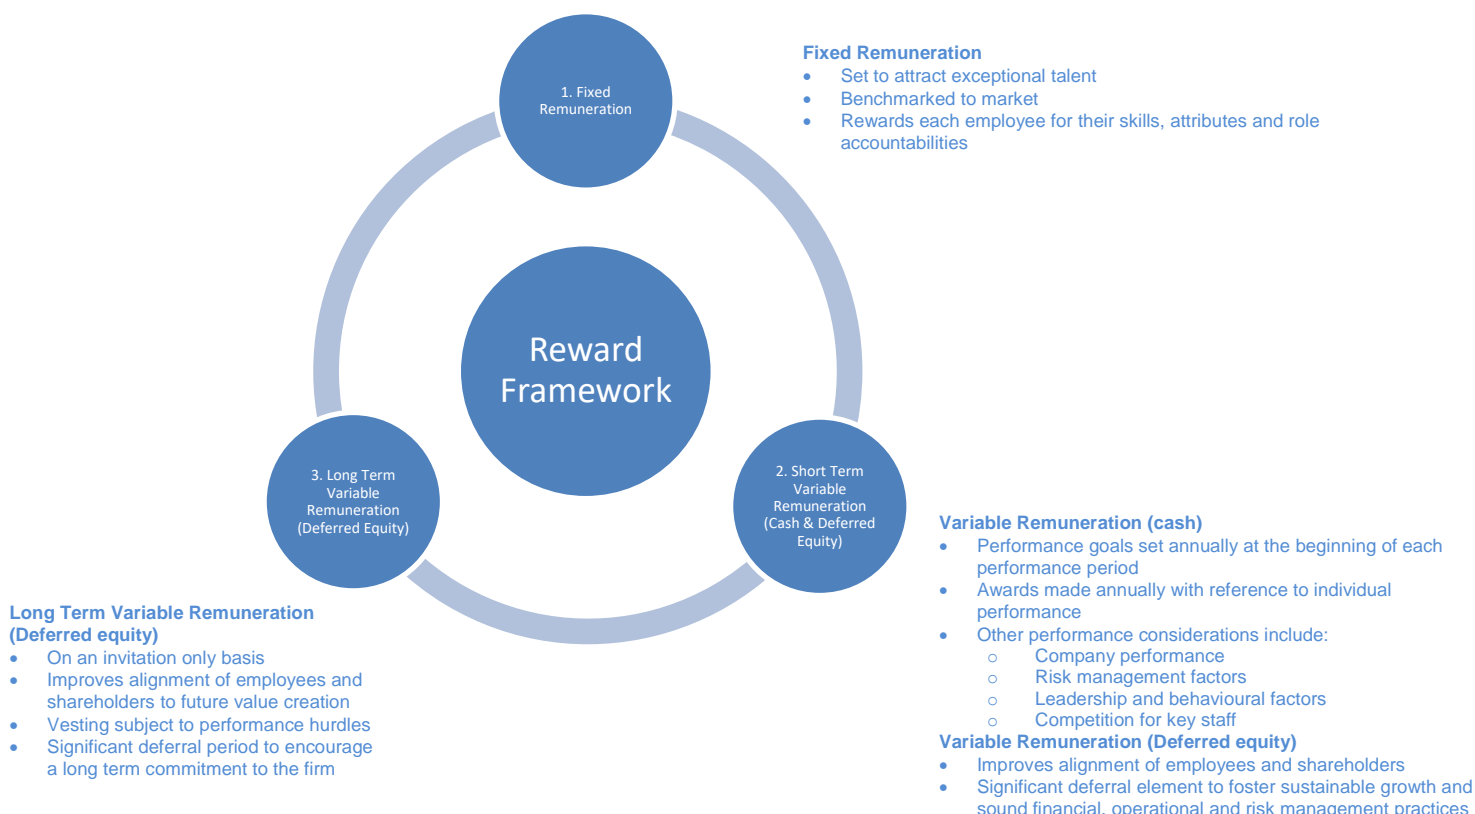 1. Fixed
Remuneration
Fixed Remuneration
• Set to attract exceptional talent
• Benchmarked to market
• Rewards each employee for their skills, attributes and role
accountabilities
Reward
Framework
2. Short Term
Variable
Remuneration
(Cash & Deferred
Equity)
Variable Remuneration (cash)
• Performance goals set annually at the beginning of each
performance period
• Awards made annually with reference to individual
performance
• Other performance considerations include:
o Company performance
o Risk management factors
o Leadership and behavioural factors
o Competition for key staff
Variable Remuneration (Deferred equity)
• Improves alignment of employees and shareholders
• Significant deferral element to foster sustainable growth and
sound financial, operational and risk management practices
3. Long Term
Variable
Remuneration
(Deferred Equity)
Long Term Variable Remuneration
(Deferred equity)
• On an invitation only basis
• Improves alignment of employees and
shareholders to future value creation
• Vesting subject to performance hurdles
• Significant deferral period to encourage
a long term commitment to the firm